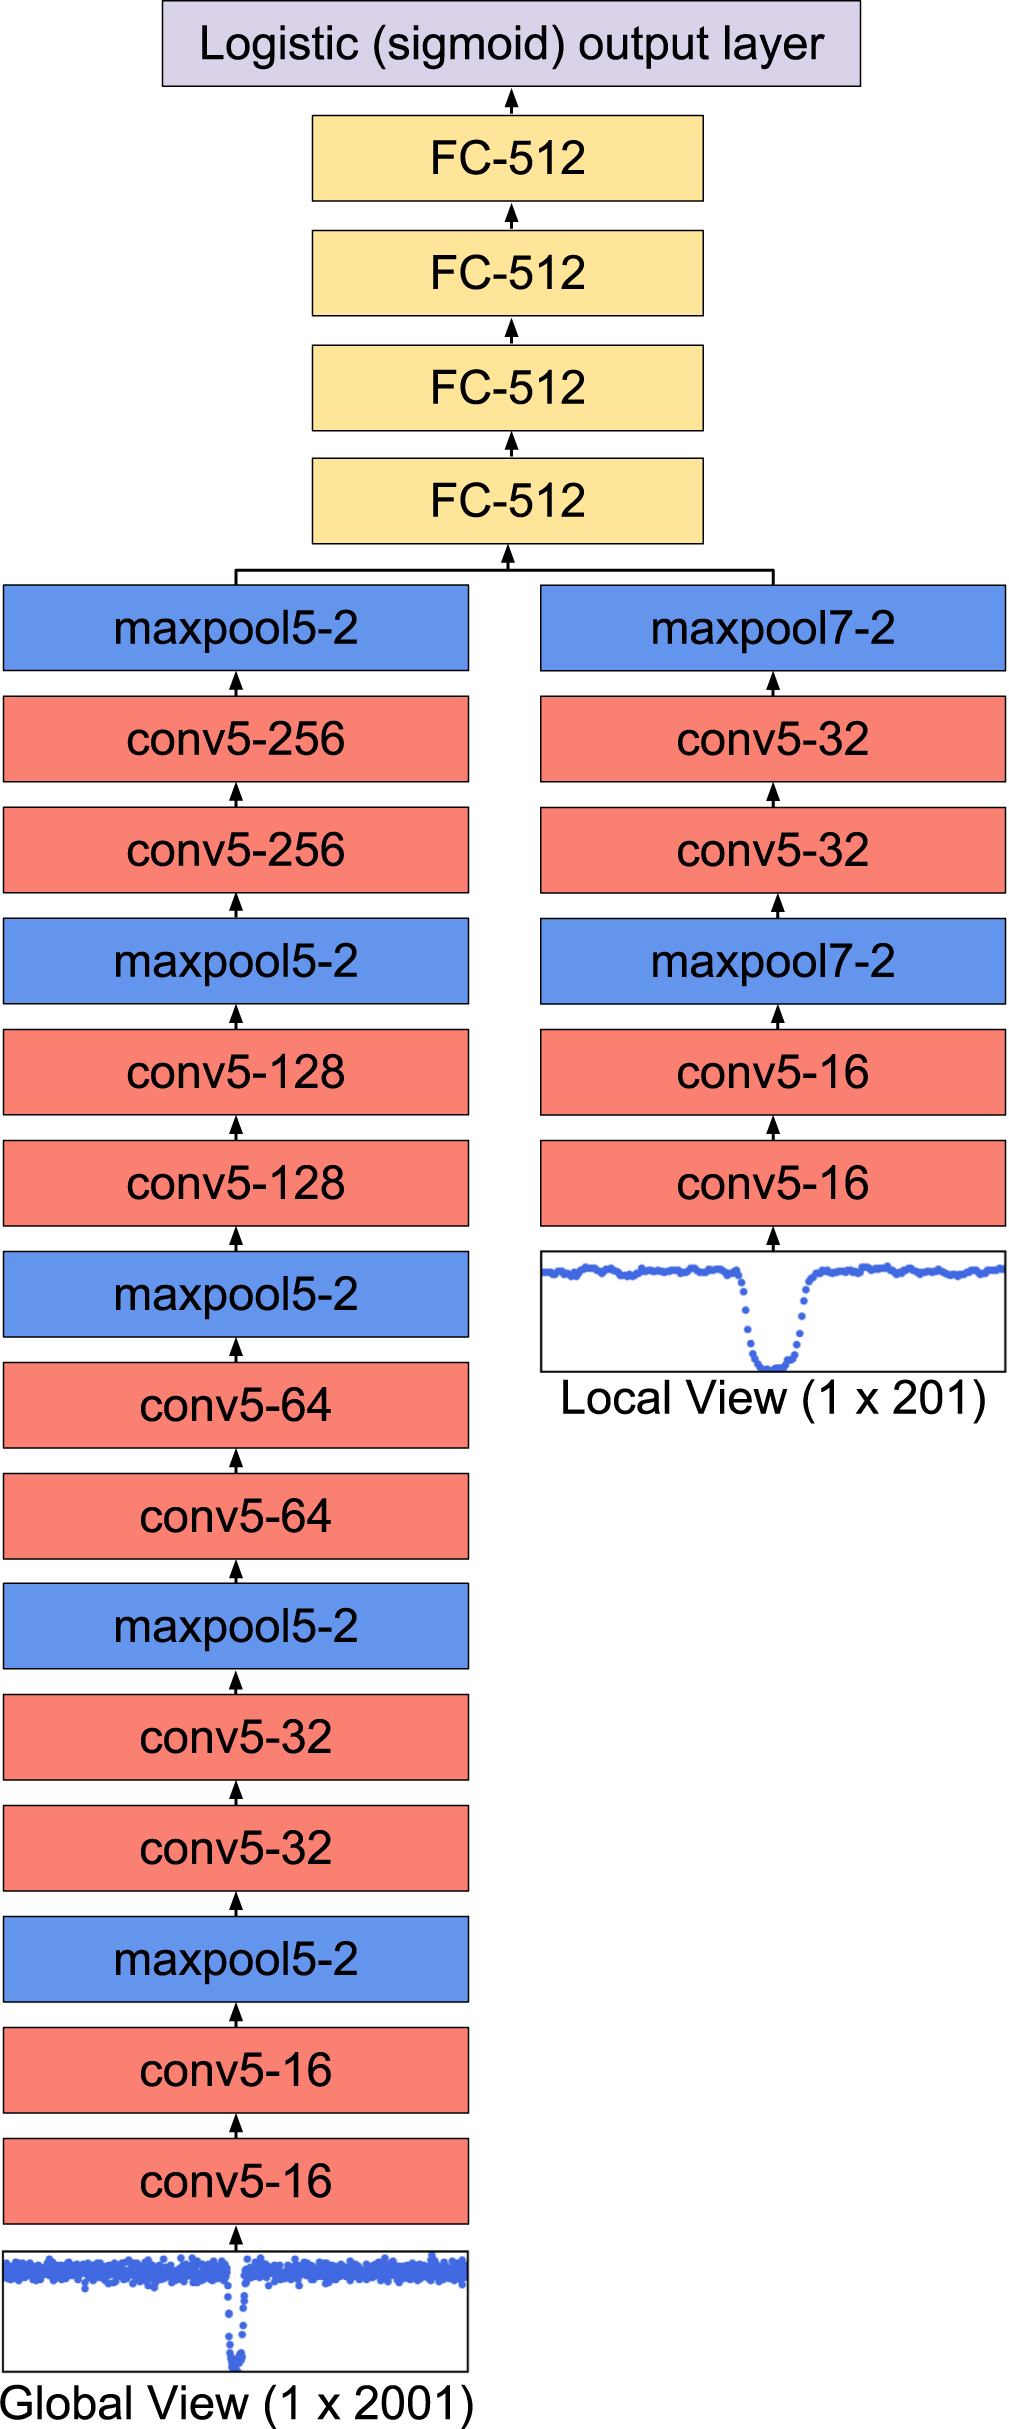 Logistic (sigmoid) output layer
FC-512
FC-512
FC-512
FC-512
maxpool5-2
conv5-256
conv5-256
maxpool5-2
conv5-128
conv5-128
maxpool5-2
conv5-64
conv5-64
maxpool5-2
conv5-32
conv5-32
maxpool5-2
conv5-16
conv5-16
Global View (1 x 2001)
maxpool7-2
conv5-32
conv5-32
maxpool7-2
conv5-16
conv5-16
Local View (1 x 201)